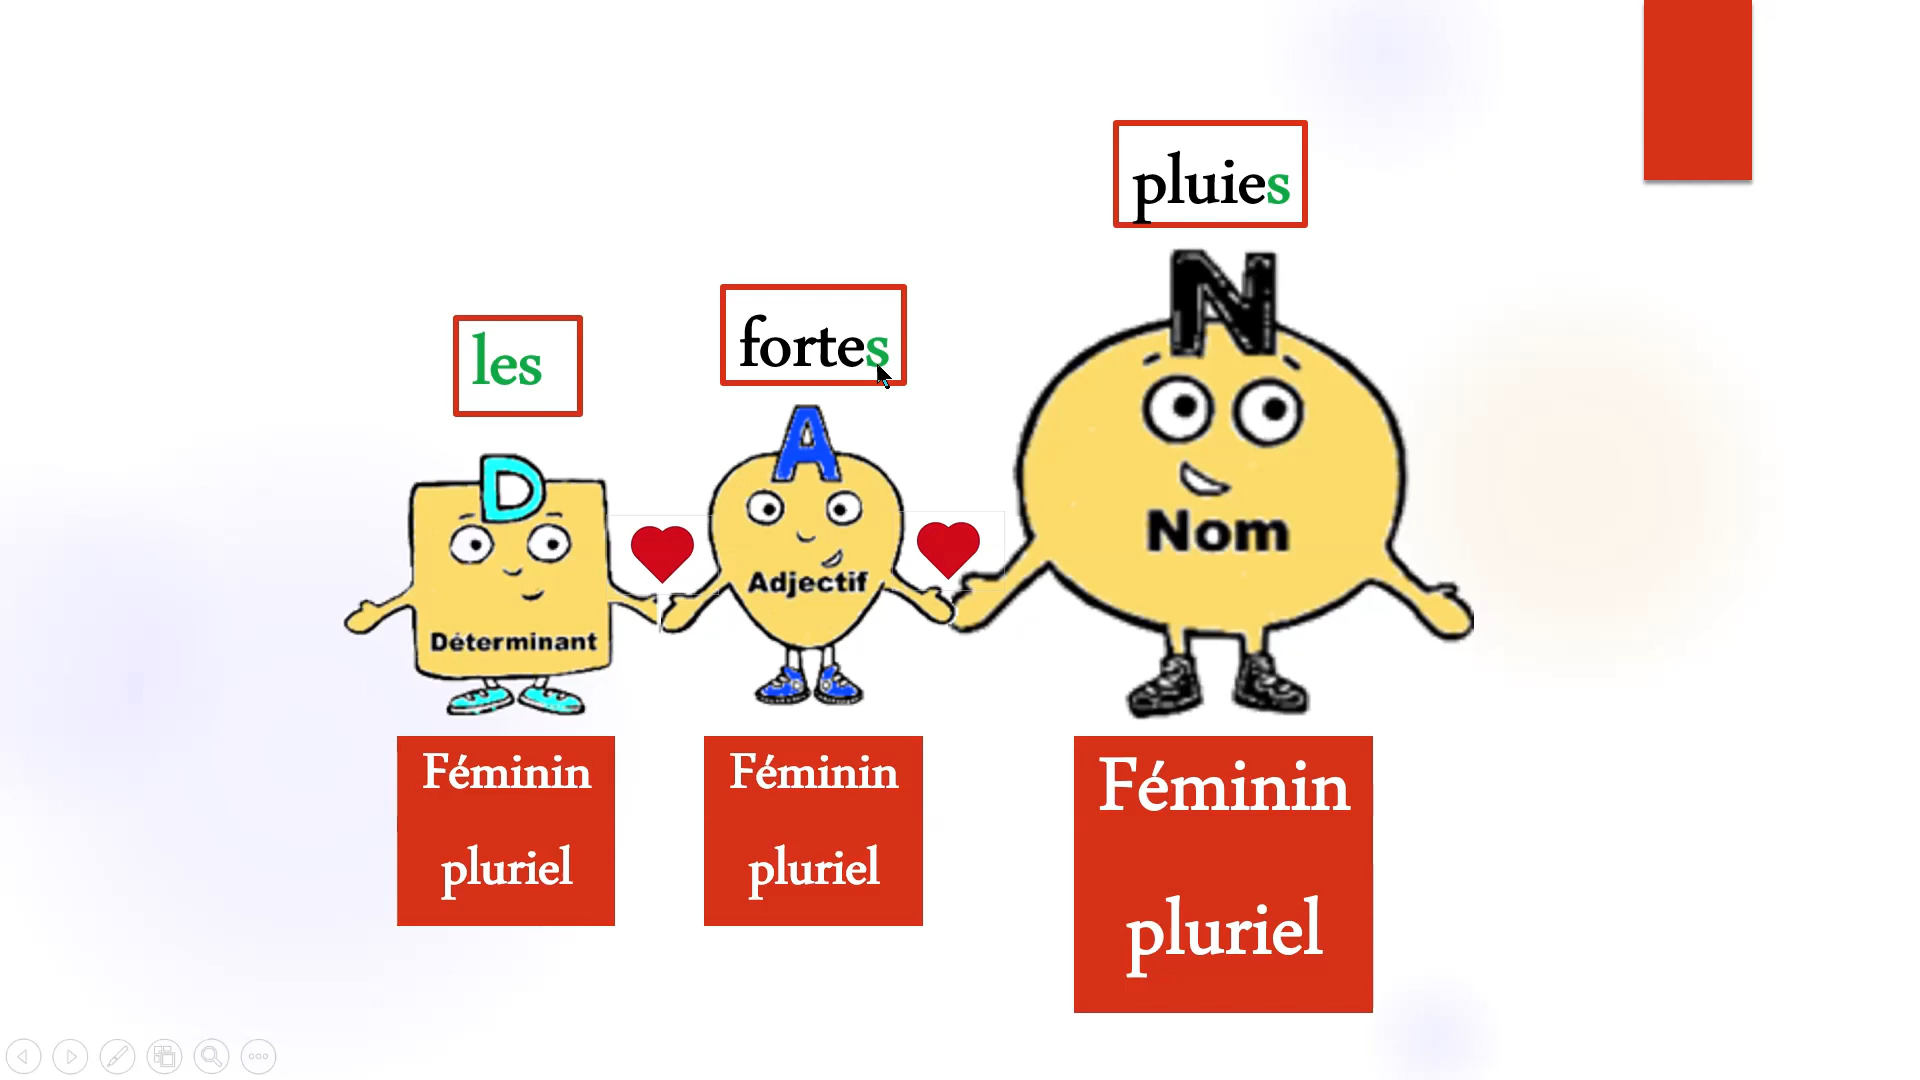 les
fortes
pluies
D
Déterminant
A
Adjectif
N
Nom
Féminin
pluriel
Féminin
pluriel
Féminin
pluriel